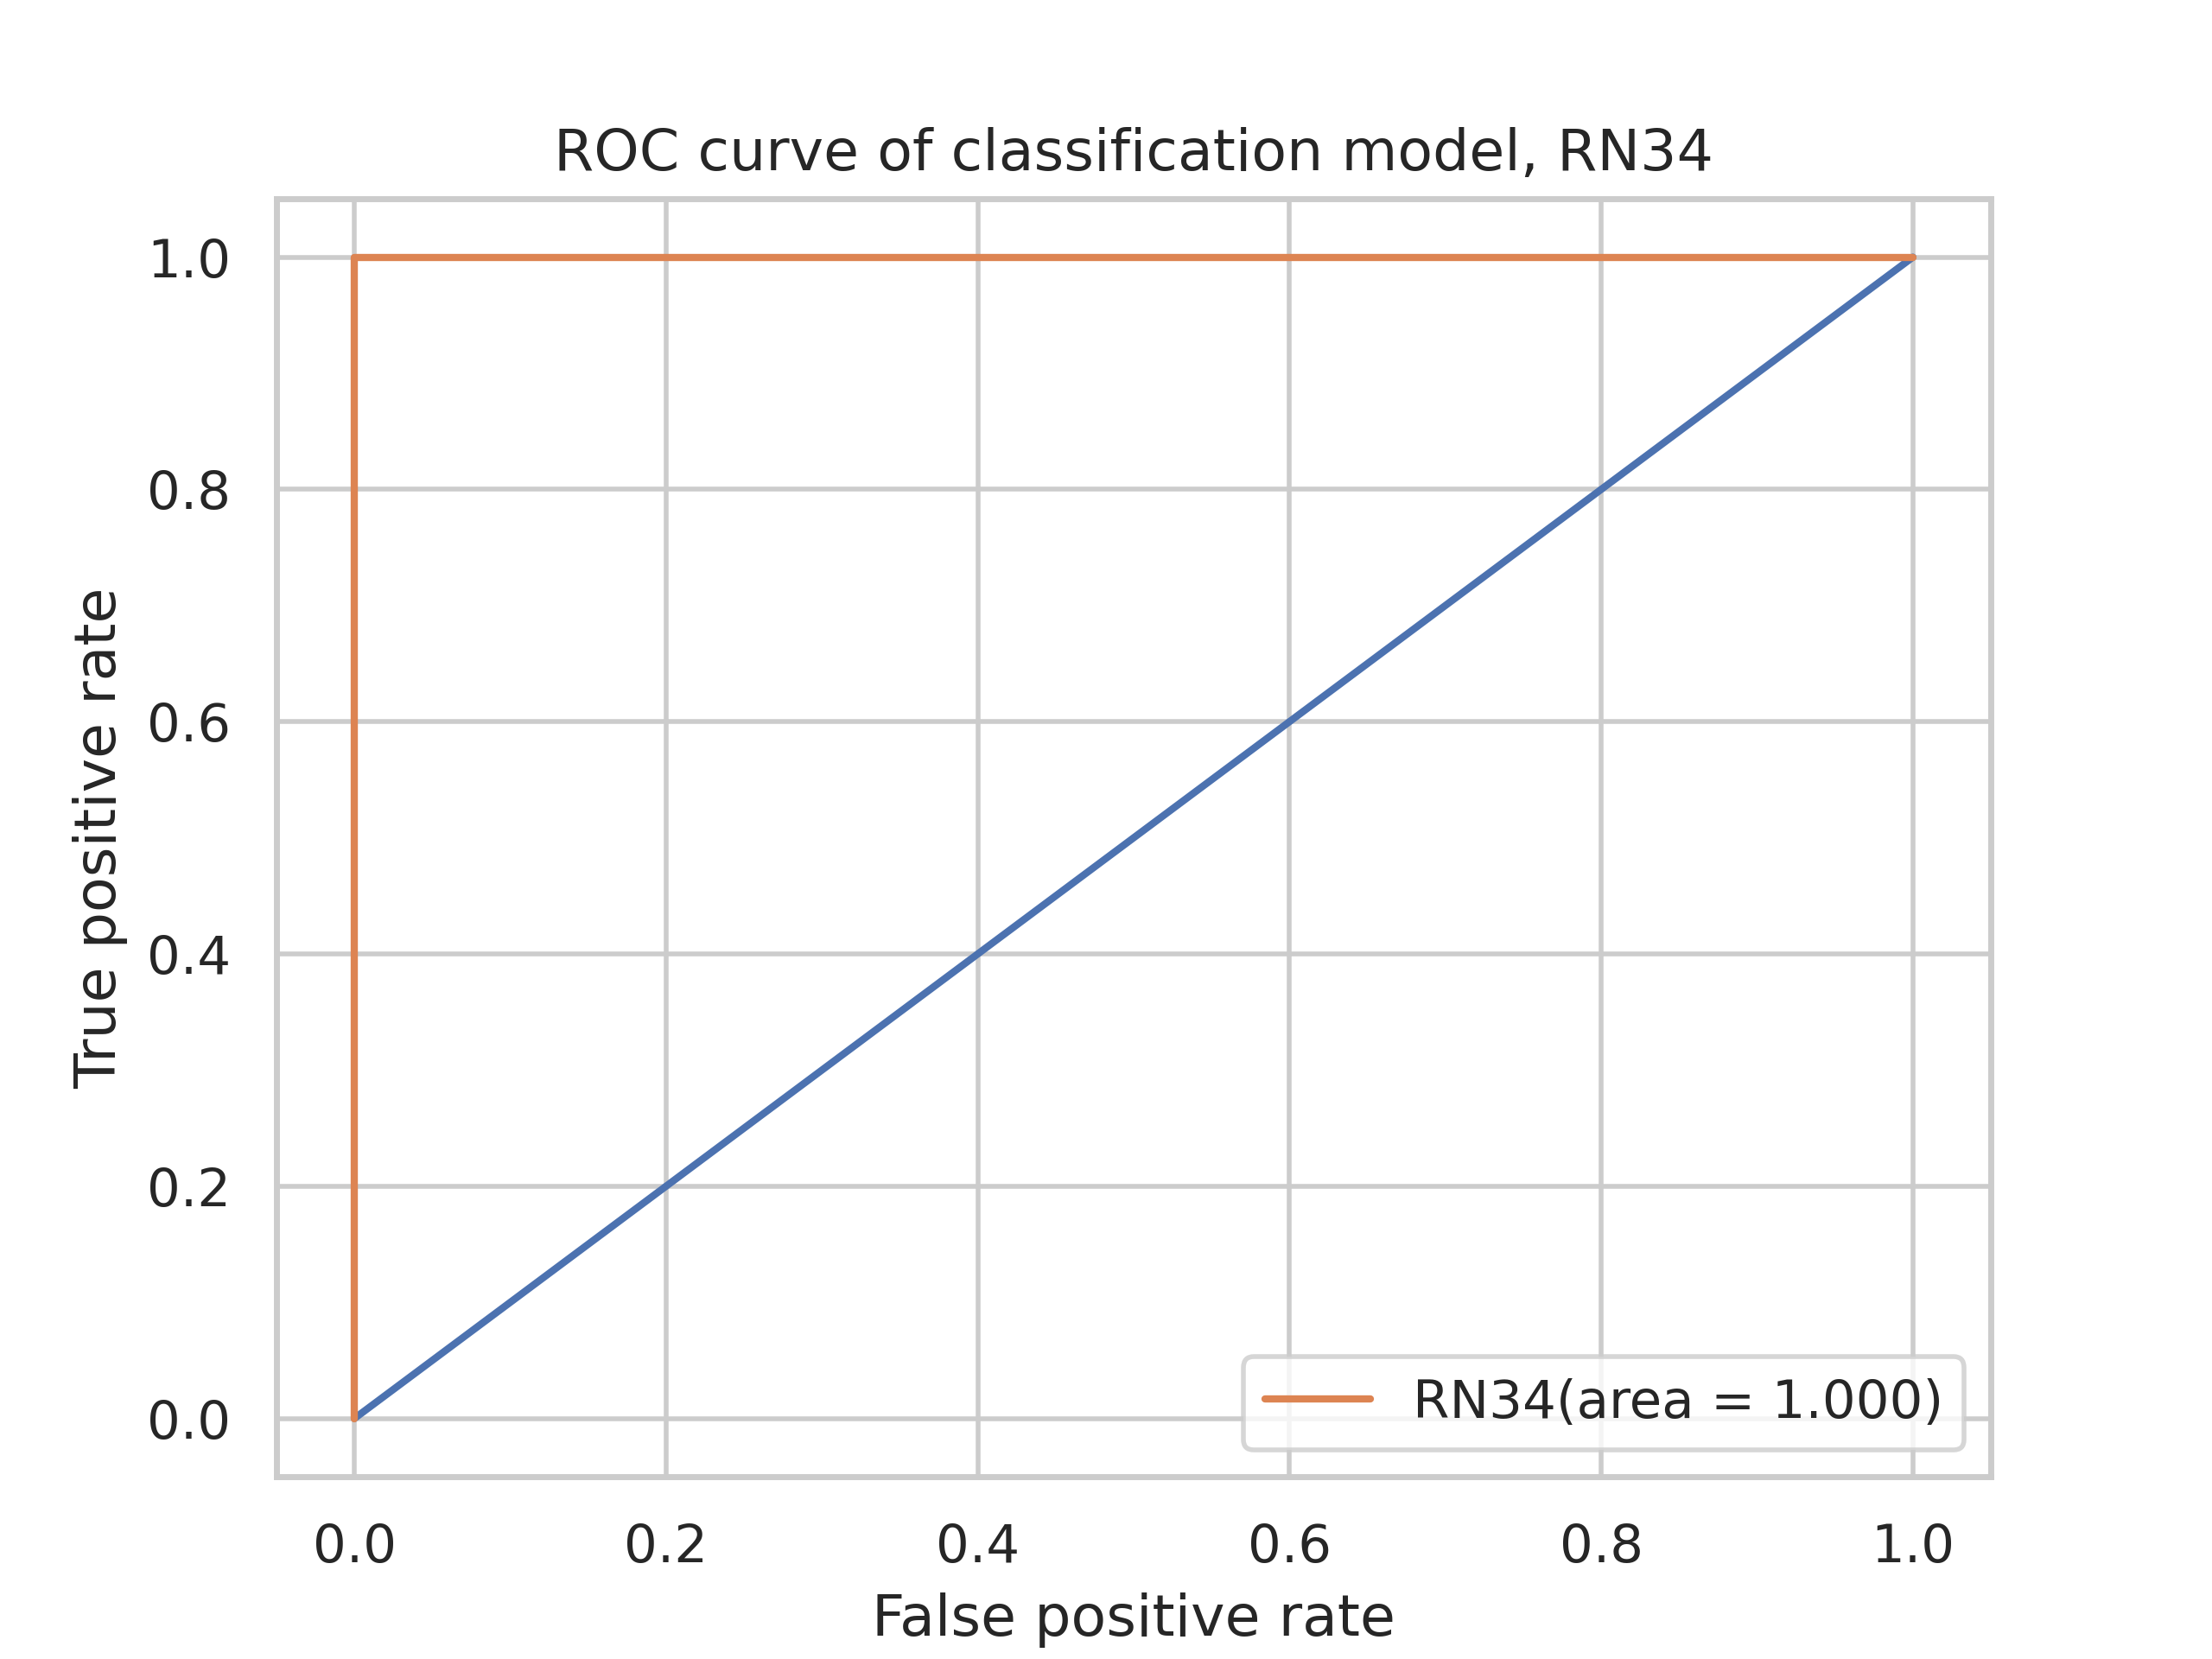 ROC curve of classification model, RN34
1.0
0.8
0.6
0.4
0.2
0.0
True positive rate
RN34(area = 1.000)
0.0 0.2 0.4 0.6 0.8 1.0
False positive rate